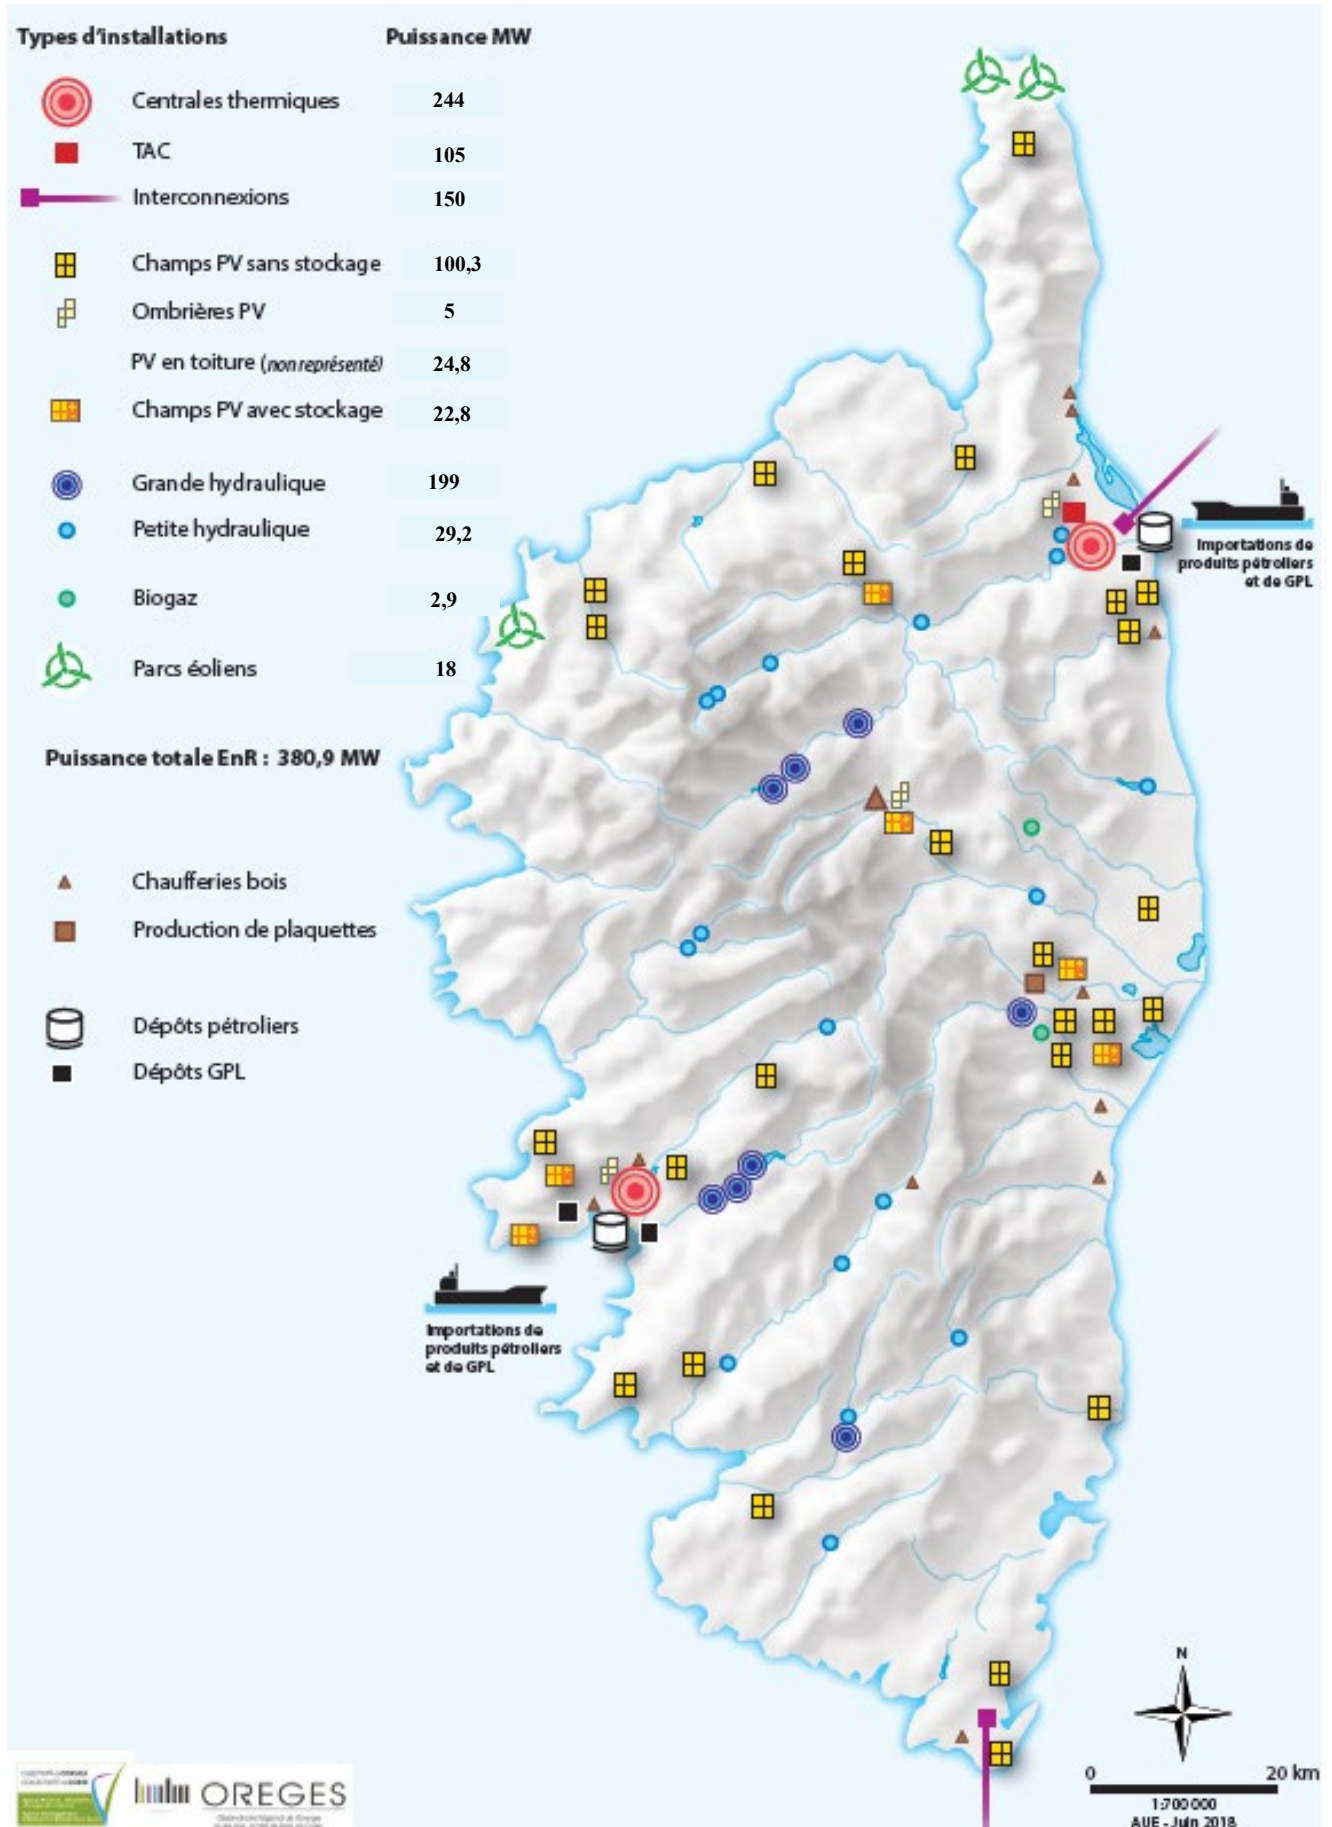 Types d'installations Puissance MW
Centrales thermiques 244
TAC 105
Interconnexions 150
Champs PV sans stockage 100,3
Ombrières PV 5
PV en toiture (non représenté) 24,8
Champs PV avec stockage 22,8
Grande hydraulique 199
Petite hydraulique 29,2
Biogaz 2,9
Parcs éoliens 18
Puissance totale EnR : 380,9 MW
Chaufferies bois
Production de plaquettes
Dépôts pétroliers
Dépôts GPL
Importations de
produits pétroliers
et de GPL
Importations de
produits pétroliers
et de GPL
N
0 20 km
1:700 000
AUE - Juin 2018
OREGES